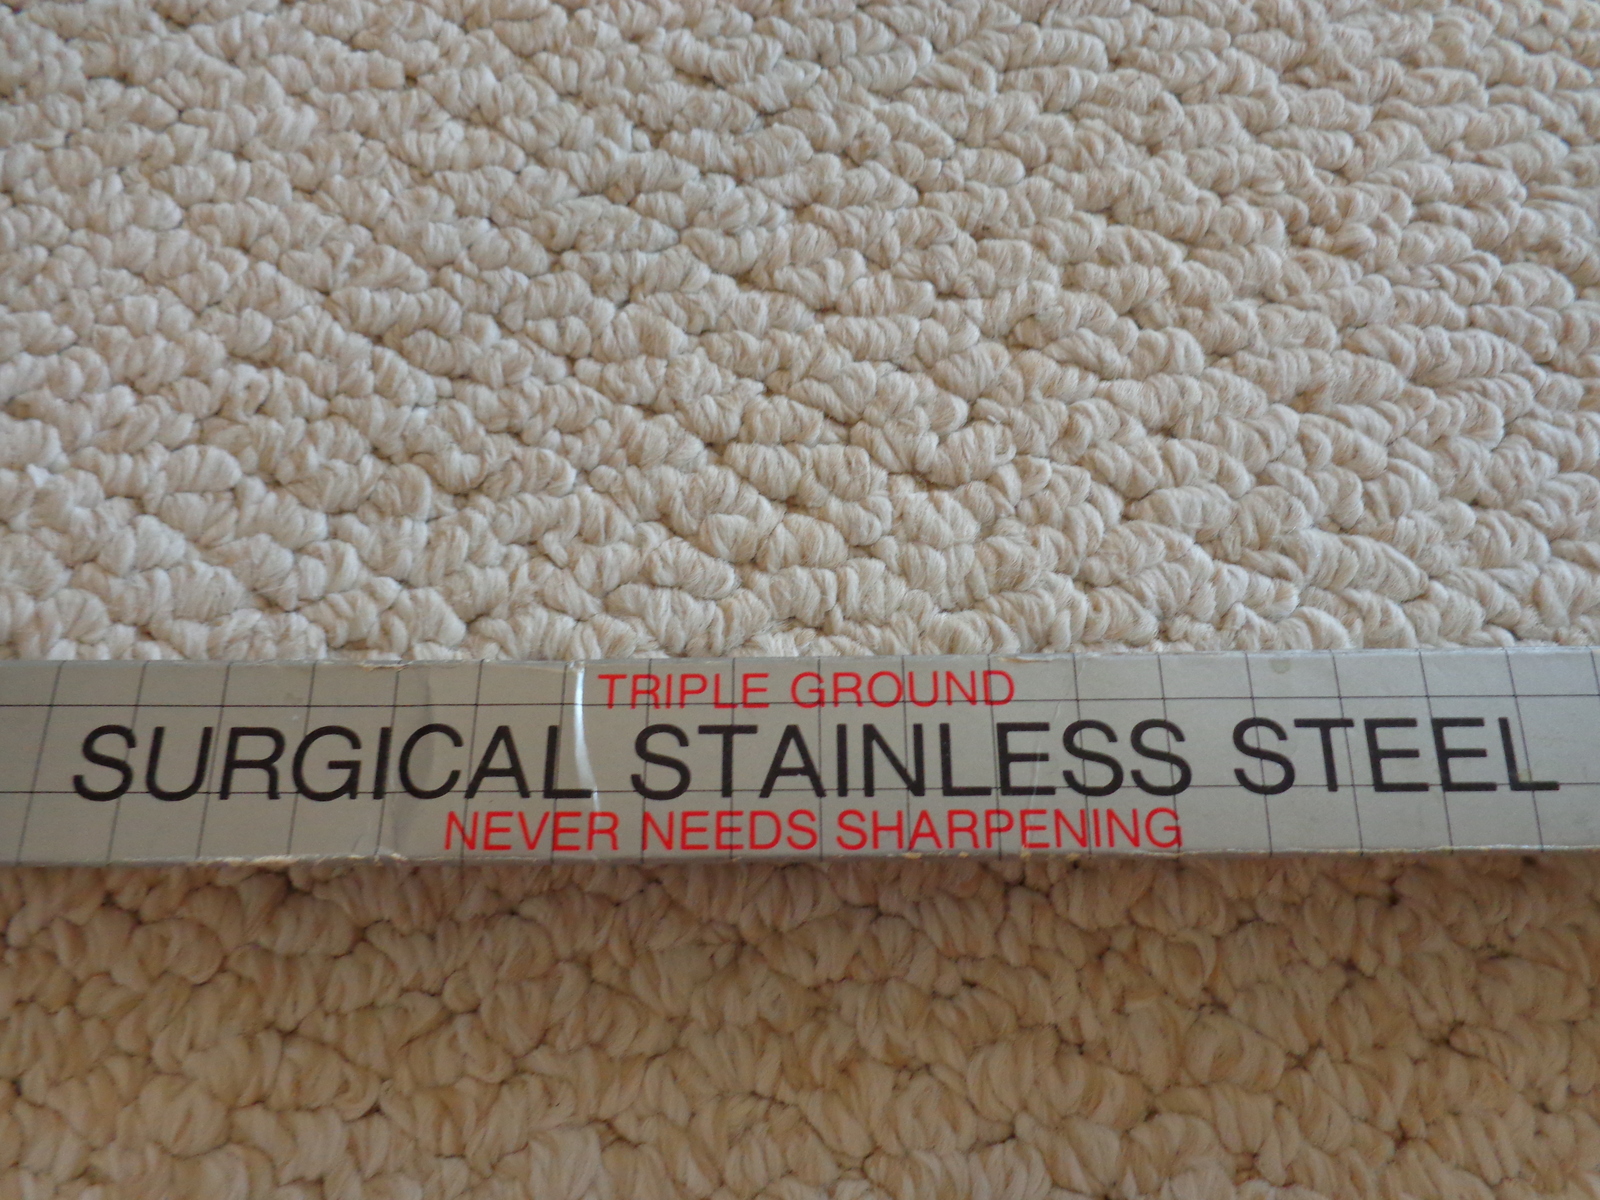 TRIPLE GROUND
SURGICAL STAINLESS STEEL
NEVER NEEDS SHARPENING